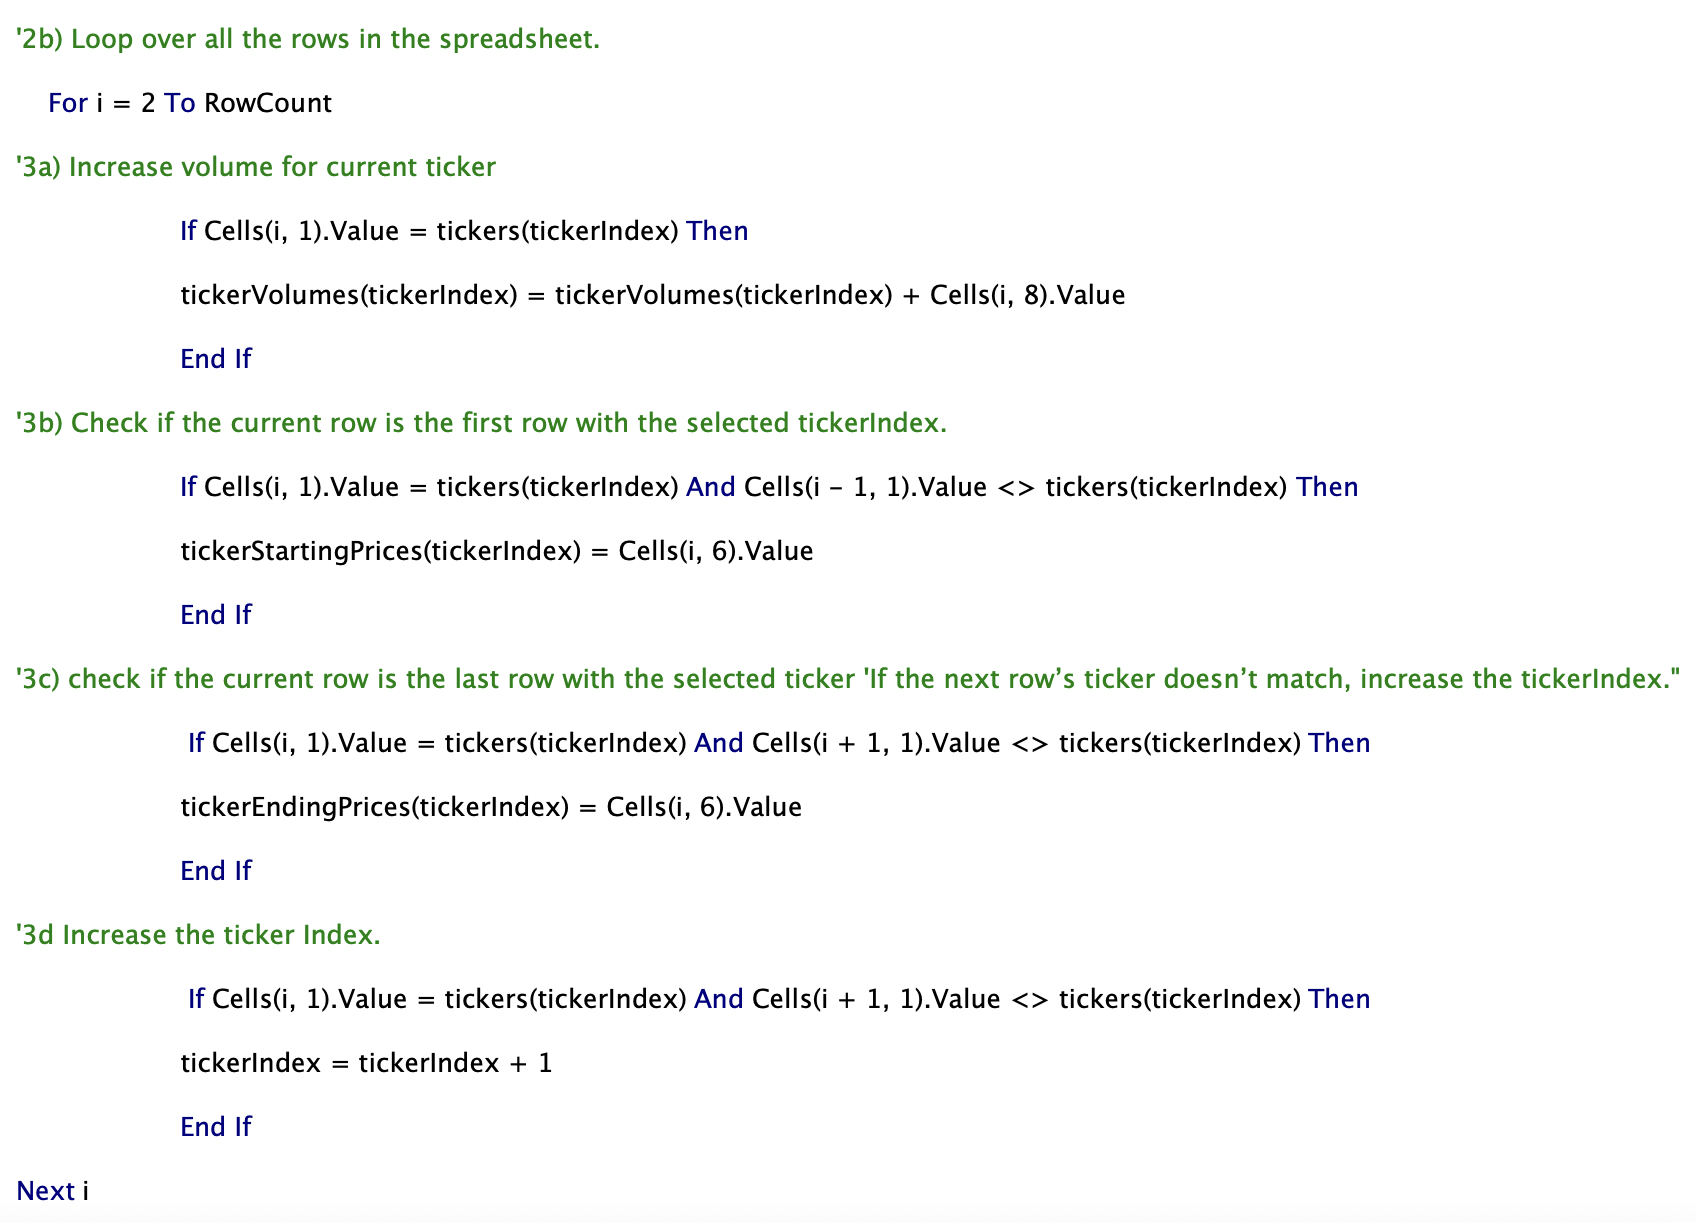 '2b) Loop over all the rows in the spreadsheet.
For i = 2 To RowCount
'3a) Increase volume for current ticker
If Cells(i, 1).Value = tickers(tickerIndex) Then
tickerVolumes(tickerIndex) = tickerVolumes(tickerIndex) + Cells(i, 8).Value
End If
'3b) Check if the current row is the first row with the selected tickerIndex.
If Cells(i, 1).Value = tickers(tickerIndex) And Cells(i - 1, 1).Value <> tickers(tickerIndex) Then
tickerStartingPrices(tickerIndex) = Cells(i, 6).Value
End If
'3c) check if the current row is the last row with the selected ticker 'If the next row’s ticker doesn’t match, increase the tickerIndex."
If Cells(i, 1).Value = tickers(tickerIndex) And Cells(i + 1, 1).Value <> tickers(tickerIndex) Then
tickerEndingPrices(tickerIndex) = Cells(i, 6).Value
End If
'3d Increase the ticker Index.
If Cells(i, 1).Value = tickers(tickerIndex) And Cells(i + 1, 1).Value <> tickers(tickerIndex) Then
tickerIndex = tickerIndex + 1
End If
Next i